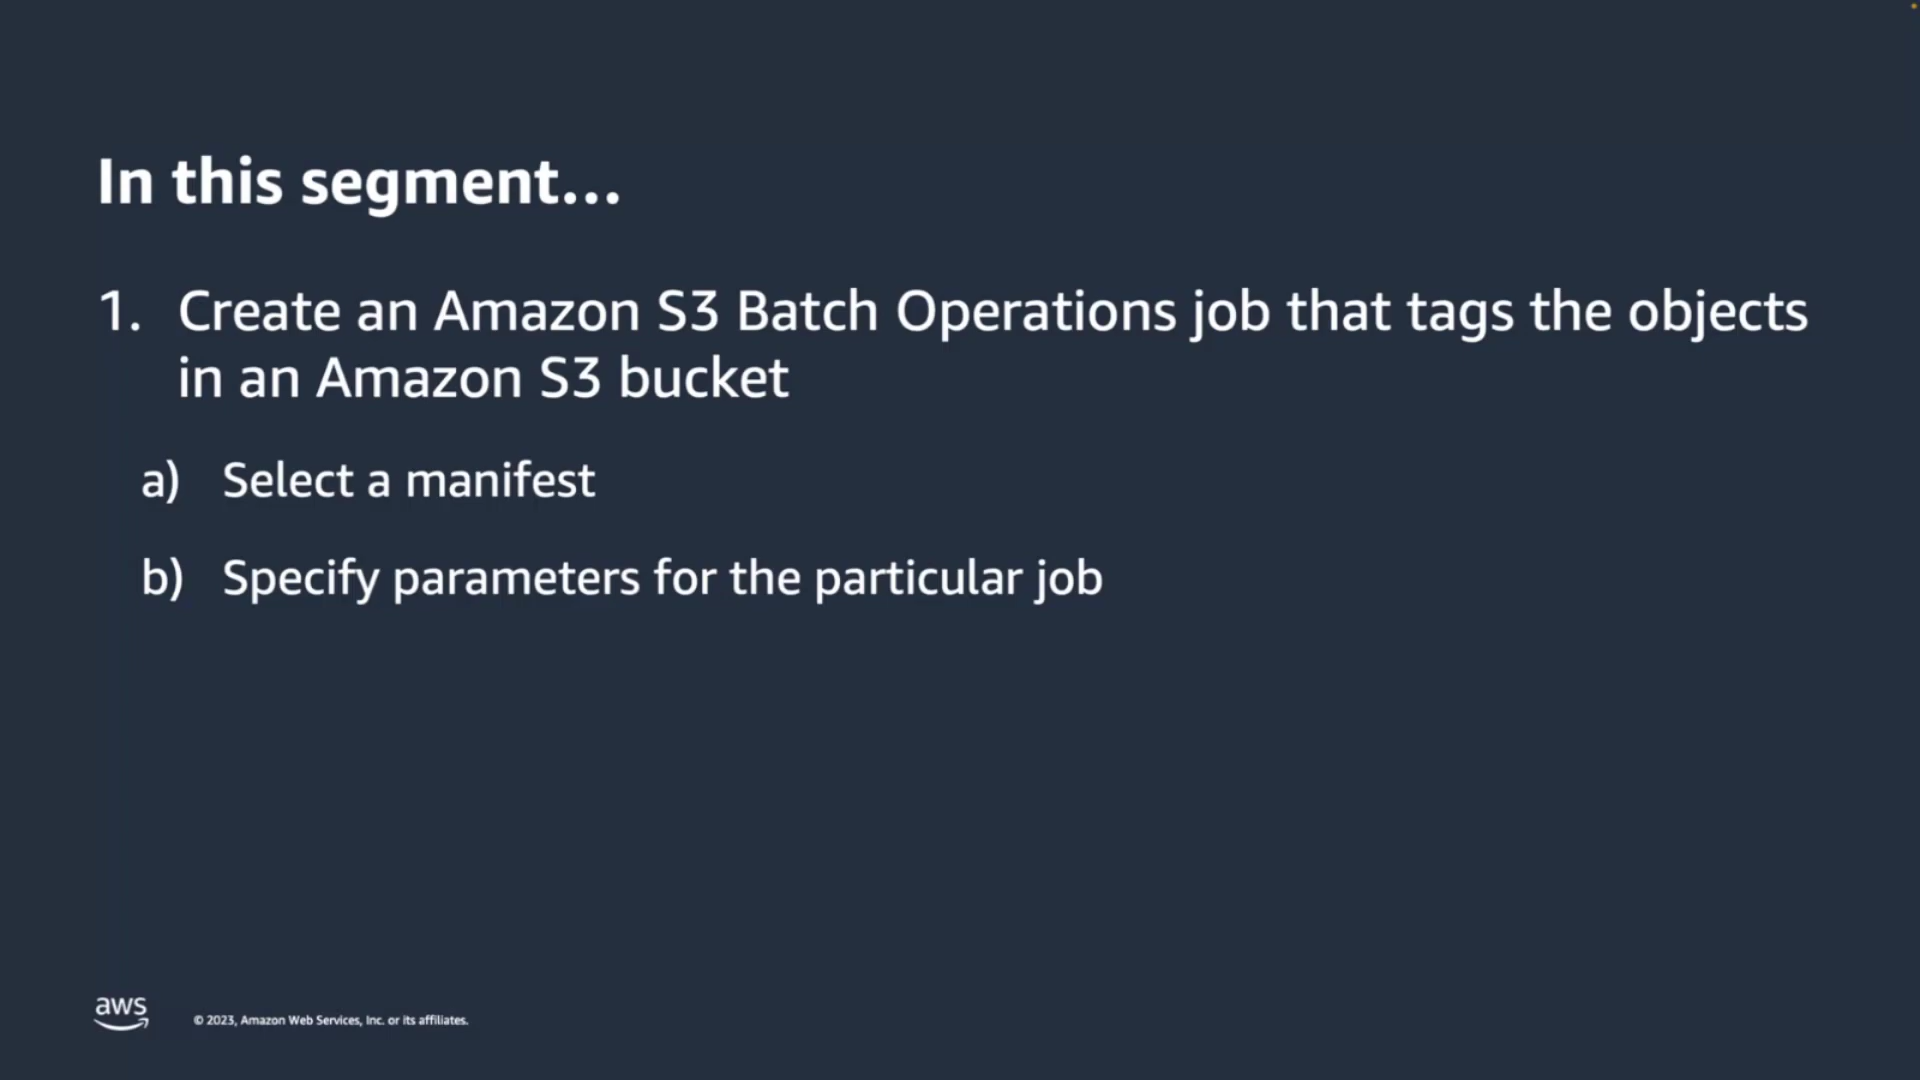 In this segment...
1. Create an Amazon S3 Batch Operations job that tags the objects
in an Amazon S3 bucket
a) Select a manifest
b) Specify parameters for the particular job
aws
© 2023, Amazon Web Services, Inc. or its affiliates.